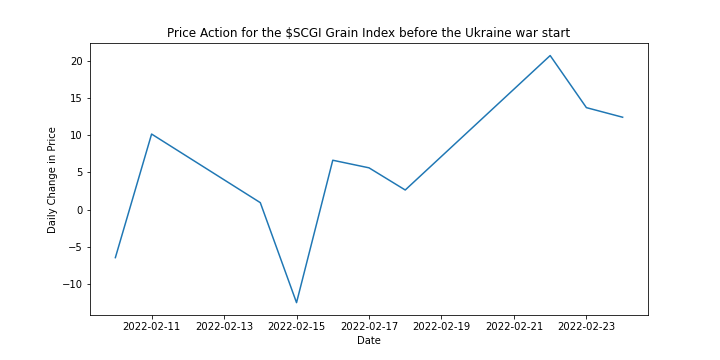 Price Action for the $SCGI Grain Index before the Ukraine war start
20
15
10
5
0
−5
−10
Daily Change in Price
2022-02-11 2022-02-13 2022-02-15 2022-02-17 2022-02-19 2022-02-21 2022-02-23
Date